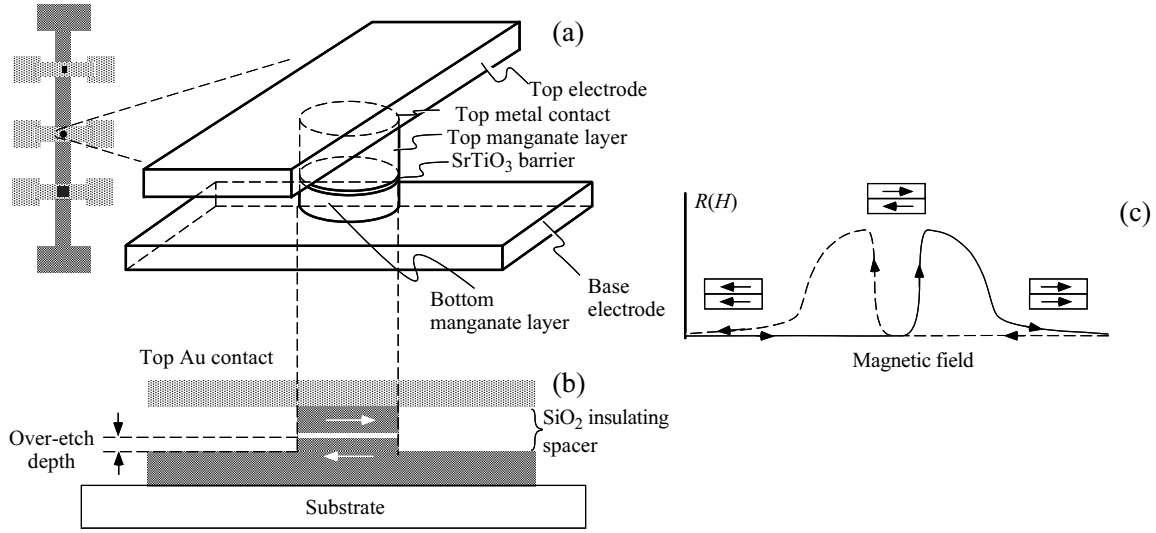 (a)
Top electrode
Top metal contact
Top manganate layer
SrTiO3 barrier
Bottom
manganate layer
Base
electrode
Top Au contact
(b)
SiO2 insulating
spacer
Over-etch
depth
Substrate
R(H)
(c)
Magnetic field